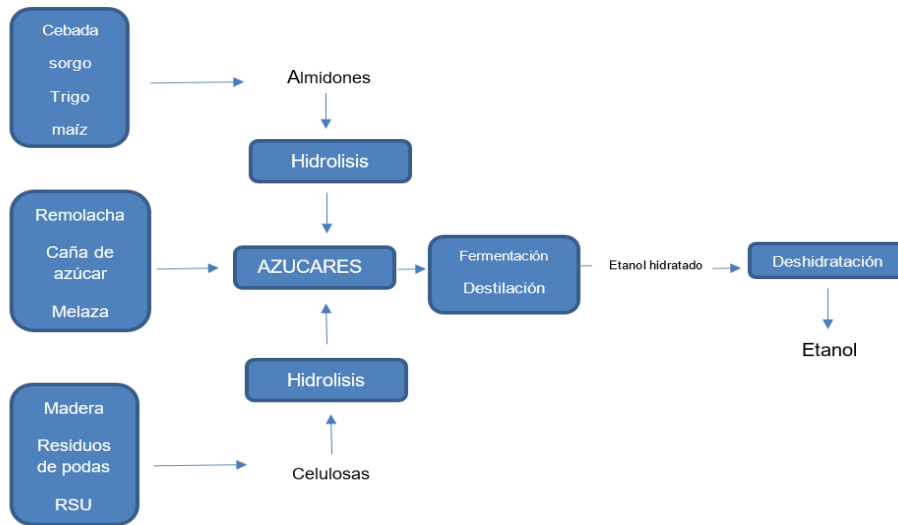 Cebada
sorgo
Trigo
maíz
Almidones
Hidrolisis
Remolacha
Caña de
azúcar
Melaza
AZUCARES
Fermentación
Destilación
Etanol hidratado
Deshidratación
Etanol
Hidrolisis
Madera
Residuos
de podas
RSU
Celulosas